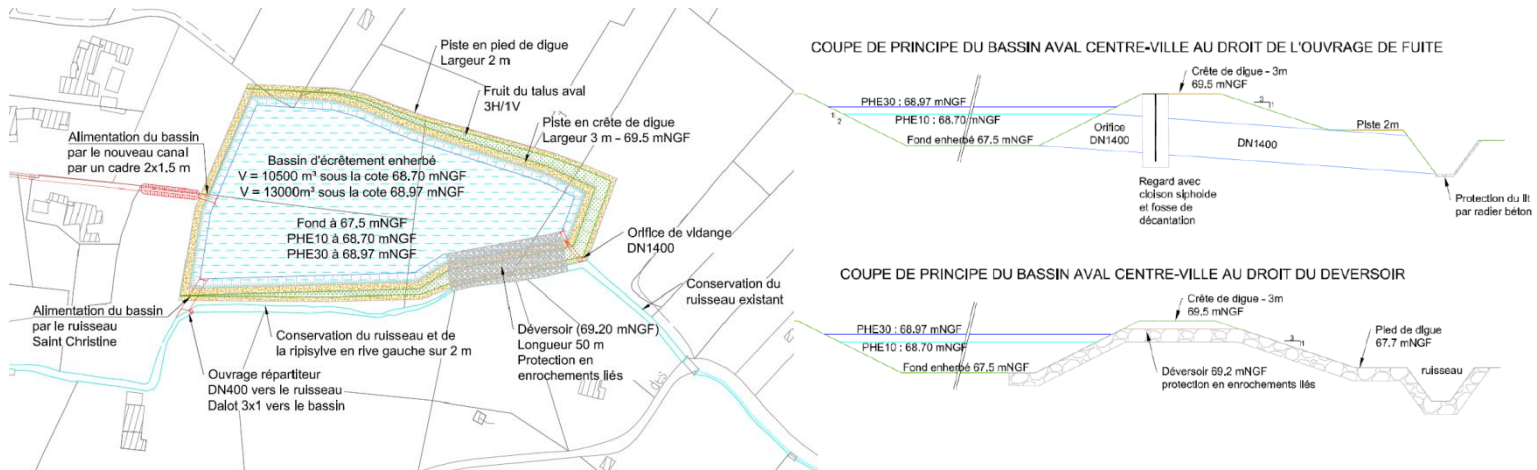 Piste en pied de digue
Largeur 2 m
Fruit du talus aval
3H/1V
Piste en crête de digue
Largeur 3 m - 69.5 mNGF
Alimentation du bassin
par le nouveau canal
par un cadre 2x1.5 m
Bassin d'écrêtement enherbé
V = 10500 m³ sous la cote 68.70 mNGF
V = 13000m³ sous la cote 68.97 mNGF
Fond à 67.5 mNGF
PHE10 à 68.70 mNGF
PHE30 à 68.97 mNGF
Orifice de vidange
DN1400
Conservation du
ruisseau existant
Alimentation du bassin
par le ruisseau
Saint Christine
Conservation du ruisseau et de
la ripisylve en rive gauche sur 2 m
Déversoir (69.20 mNGF)
Longueur 50 m
Protection en
enrochements liés
Ouvrage répartiteur
DN400 vers le ruisseau
Dalot 3x1 vers le bassin
des
COUPE DE PRINCIPE DU BASSIN AVAL CENTRE-VILLE AU DROIT DE L'OUVRAGE DE FUITE
Crête de digue - 3m
69.5 mNGF
PHE30 : 68.97 mNGF
PHE10 : 68.70 mNGF
Fond enherbé 67.5 mNGF
1
2
Orifice
DN1400
3
1
Piste 2m
DN1400
Regard avec
cloison siphoide
et fosse de
décantation
Protection du lit
par radier béton
COUPE DE PRINCIPE DU BASSIN AVAL CENTRE-VILLE AU DROIT DU DEVERSOIR
Crête de digue - 3m
69.5 mNGF
PHE30 : 68.97 mNGF
PHE10 : 68.70 mNGF
Fond enherbé 67.5 mNGF
3
1
Pied de digue
67.7 mNGF
Déversoir 69.2 mNGF
protection en enrochements liés
ruisseau